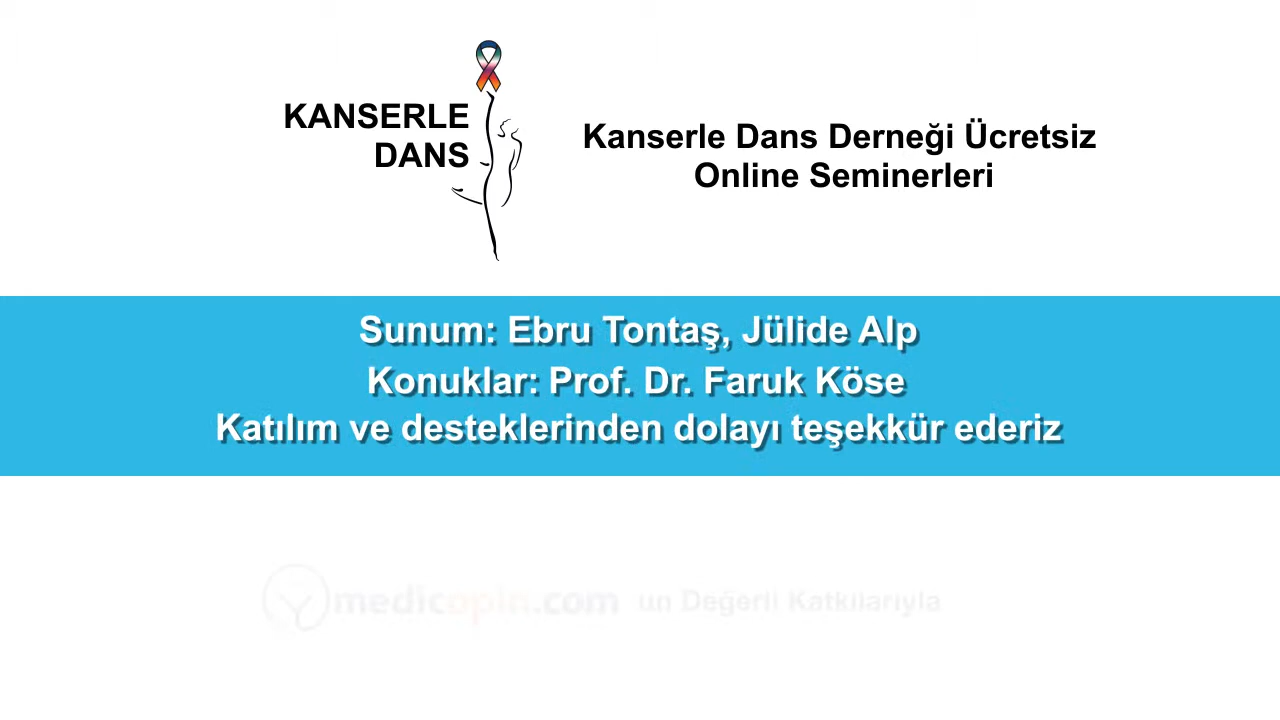 KANSERLE
DANS
Kanserle Dans Derneği Ücretsiz
Online Seminerleri
Sunum: Ebru Tontaş, Jülide Alp
Konuklar: Prof. Dr. Faruk Köse
Katılım ve desteklerinden dolayı teşekkür ederiz
medicopin.com un Değerli Katkılarıyla